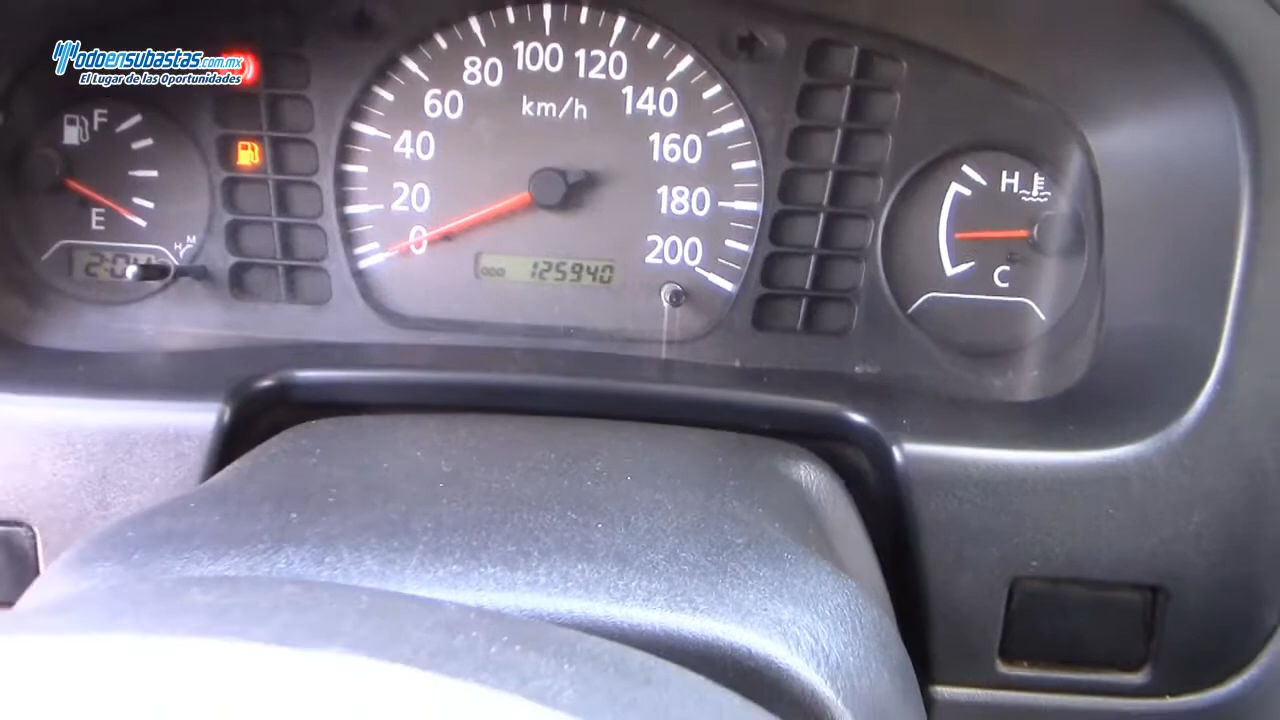 Todoensubastas.com.mx
El Lugar de las Oportunidades
F
E
H M
0
20
40
60
80
100
120
140
160
180
200
km/h
ODO 125940
H
C